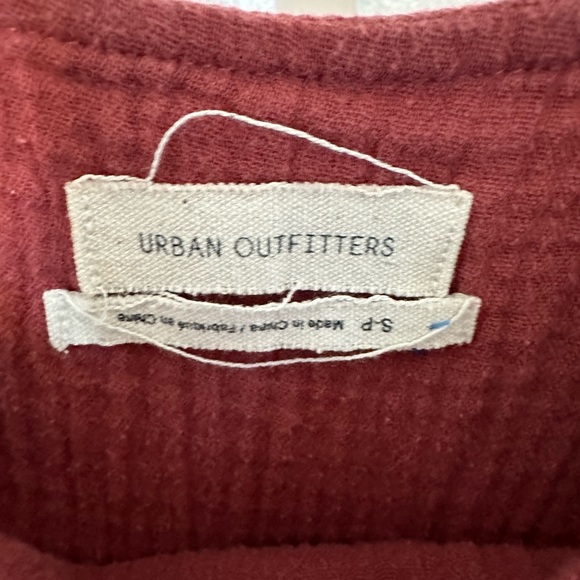 URBAN OUTFITTERS
S-P Made in China / Fabriqué en Chine